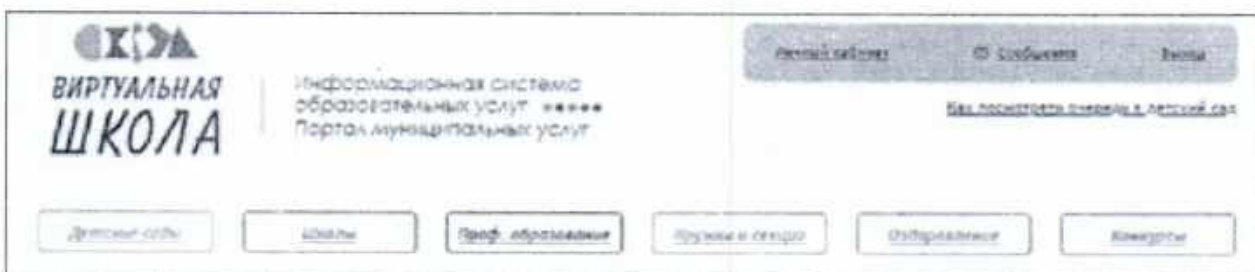 Личный кабинет
Сообщения
Выход
ВИРТУАЛЬНАЯ
ШКОЛА
Информационная система
образовательных услуг
Портал муниципальных услуг
Как посмотреть очередь в детский сад
Детские сады
Школы
Проф. образование
Кружки и секции
Оздоровление
Конкурсы